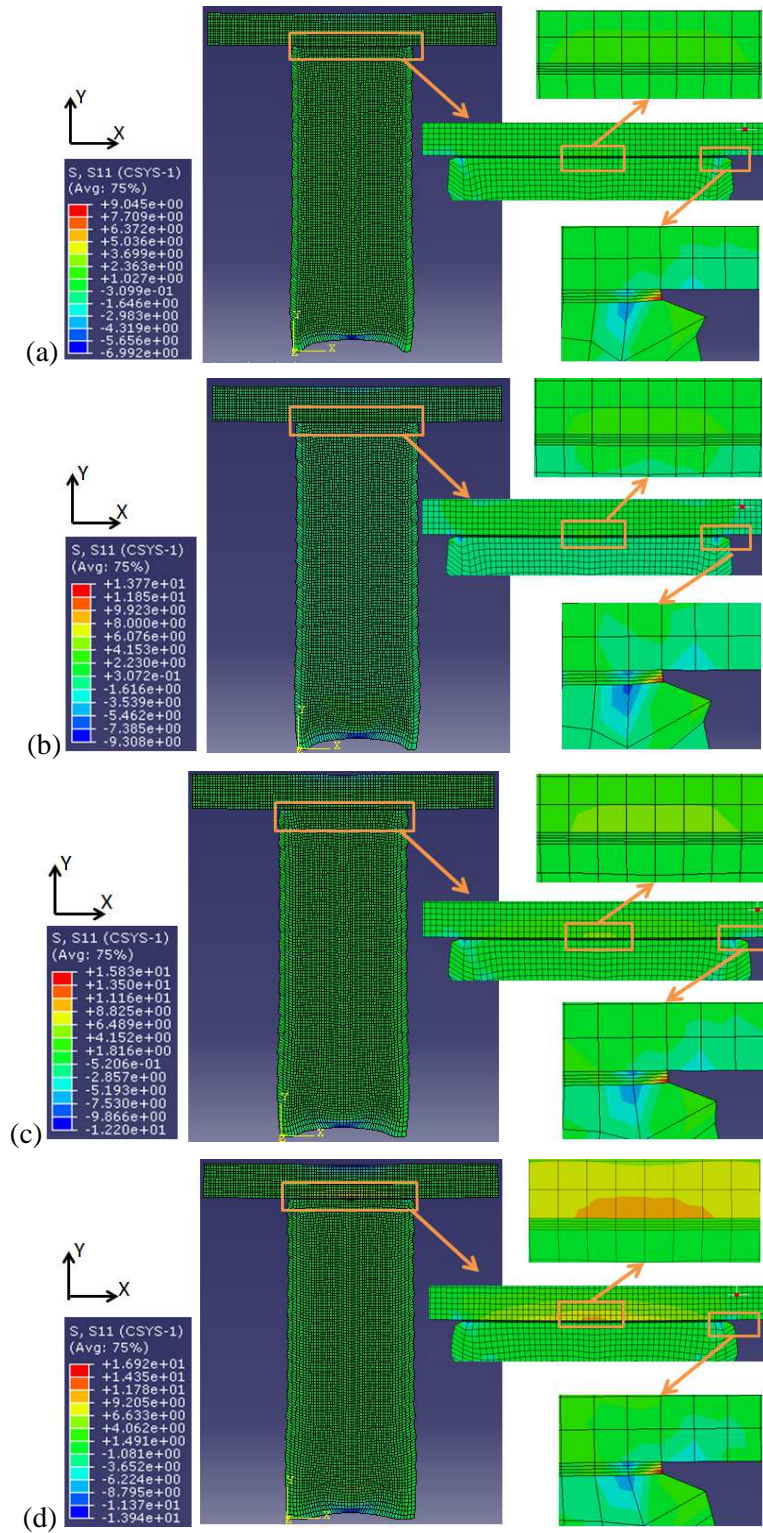 Y
X
S, S11 (CSYS-1)
(Avg: 75%)
+9.045e+00
+7.709e+00
+6.372e+00
+5.036e+00
+3.699e+00
+2.363e+00
+1.027e+00
-3.099e-01
-1.646e+00
-2.983e+00
-4.319e+00
-5.656e+00
-6.992e+00
Y
X
Z
(a)
Y
X
S, S11 (CSYS-1)
(Avg: 75%)
+1.377e+01
+1.185e+01
+9.923e+00
+8.000e+00
+6.076e+00
+4.153e+00
+2.230e+00
+3.072e-01
-1.616e+00
-3.539e+00
-5.462e+00
-7.385e+00
-9.308e+00
Y
X
(b)
Y
X
S, S11 (CSYS-1)
(Avg: 75%)
+1.583e+01
+1.350e+01
+1.116e+01
+8.825e+00
+6.489e+00
+4.152e+00
+1.816e+00
-5.206e-01
-2.857e+00
-5.193e+00
-7.530e+00
-9.866e+00
-1.220e+01
Y
X
(c)
Y
X
S, S11 (CSYS-1)
(Avg: 75%)
+1.692e+01
+1.435e+01
+1.178e+01
+9.205e+00
+6.633e+00
+4.062e+00
+1.491e+00
-1.081e+00
-3.652e+00
-6.224e+00
-8.795e+00
-1.137e+01
-1.394e+01
Y
X
(d)